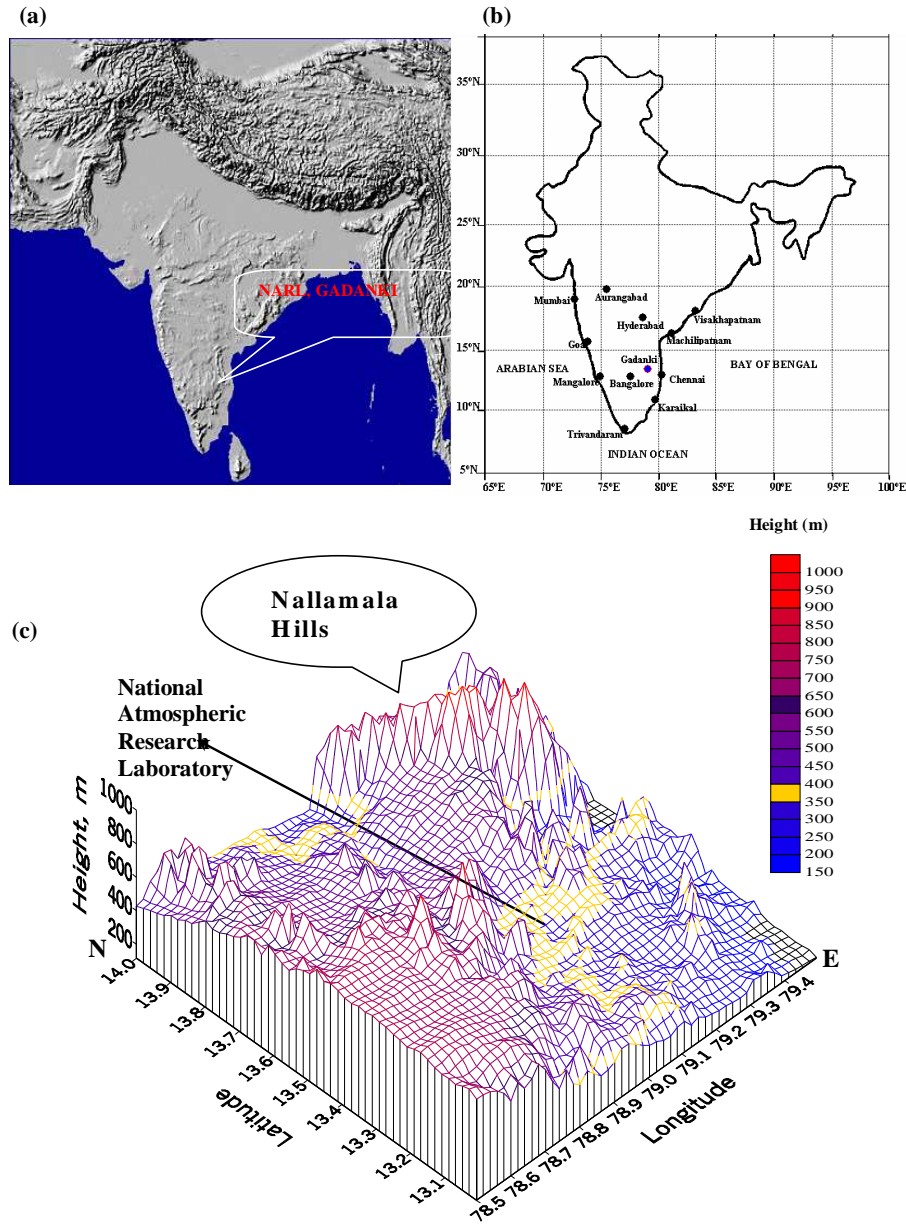 (a)
NARL, GADANKI
(b)
35°N
30°N
25°N
20°N
15°N
10°N
5°N
65°E
70°E
75°E
80°E
85°E
90°E
95°E
100°E
Mumbai
Aurangabad
Hyderabad
Visakhapatnam
Machilipatnam
Goa
Gadanki
ARABIAN SEA
BAY OF BENGAL
Mangalore
Bangalore
Chennai
Karaikal
Trivandaram
INDIAN OCEAN
Height (m)
1000
950
900
850
800
750
700
650
600
550
500
450
400
350
300
250
200
150
(c)
Nallamala
Hills
National
Atmospheric
Research
Laboratory
Height, m
1000
800
600
400
200
N
14.0
13.9
13.8
13.7
13.6
13.5
13.4
13.3
13.2
13.1
Latitude
E
79.4
79.3
79.2
79.1
79.0
78.9
78.8
78.7
78.6
78.5
Longitude